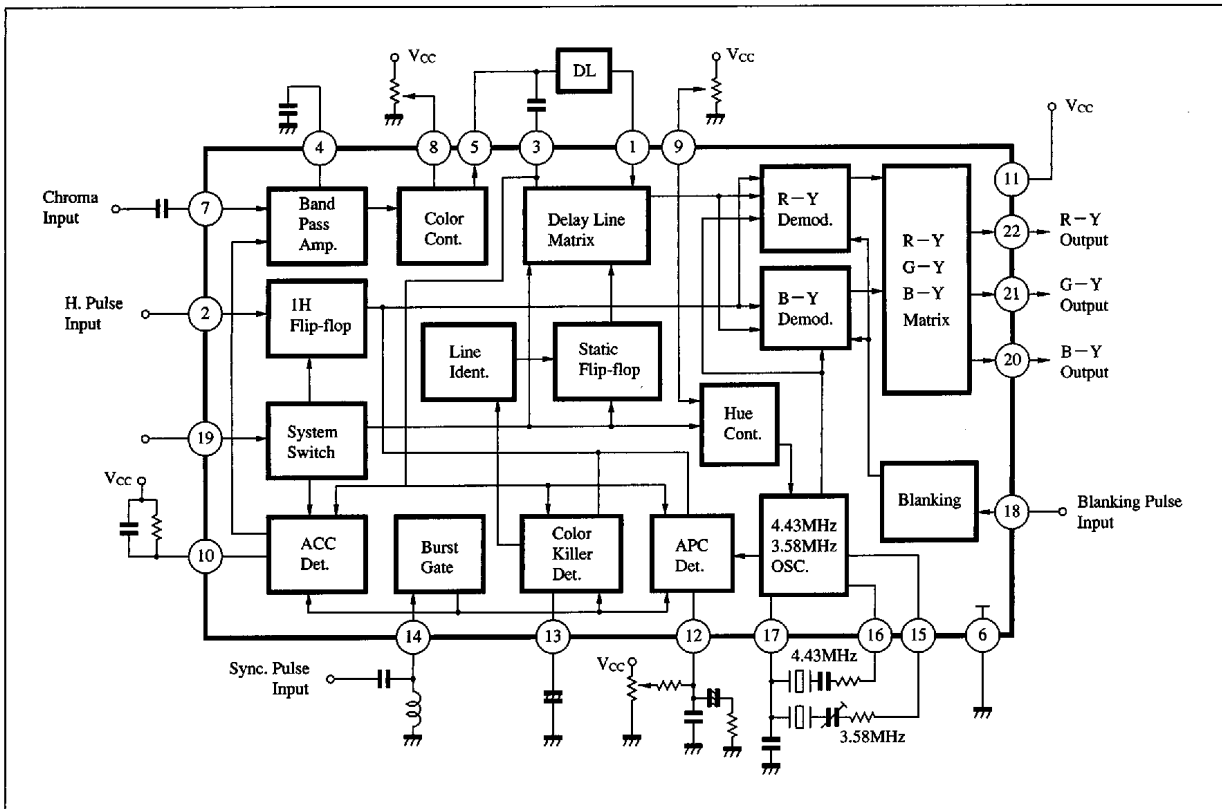 VCC
DL
VCC
VCC
4
8
5
3
1
9
11
Chroma
Input
7
Band
Pass
Amp.
Color
Cont.
Delay Line
Matrix
R-Y
Demod.
R-Y
G-Y
B-Y
Matrix
22
R-Y
Output
H. Pulse
Input
2
1H
Flip-flop
B-Y
Demod.
21
G-Y
Output
Line
Ident.
Static
Flip-flop
20
B-Y
Output
19
System
Switch
Hue
Cont.
VCC
10
ACC
Det.
Burst
Gate
Color
Killer
Det.
APC
Det.
4.43MHz
3.58MHz
OSC.
Blanking
18
Blanking Pulse
Input
14
13
12
17
16
15
6
Sync. Pulse
Input
VCC
4.43MHz
3.58MHz